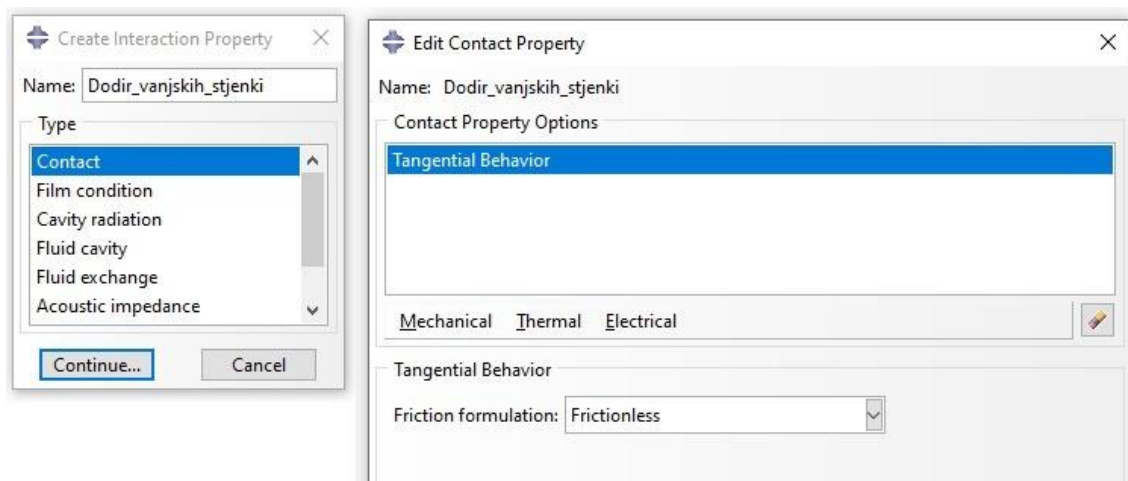 Create Interaction Property
Name: Dodir_vanjskih_stjenki
Type
Contact
Film condition
Cavity radiation
Fluid cavity
Fluid exchange
Acoustic impedance
Continue...
Cancel
Edit Contact Property
Name: Dodir_vanjskih_stjenki
Contact Property Options
Tangential Behavior
Mechanical Thermal Electrical
Tangential Behavior
Friction formulation: Frictionless